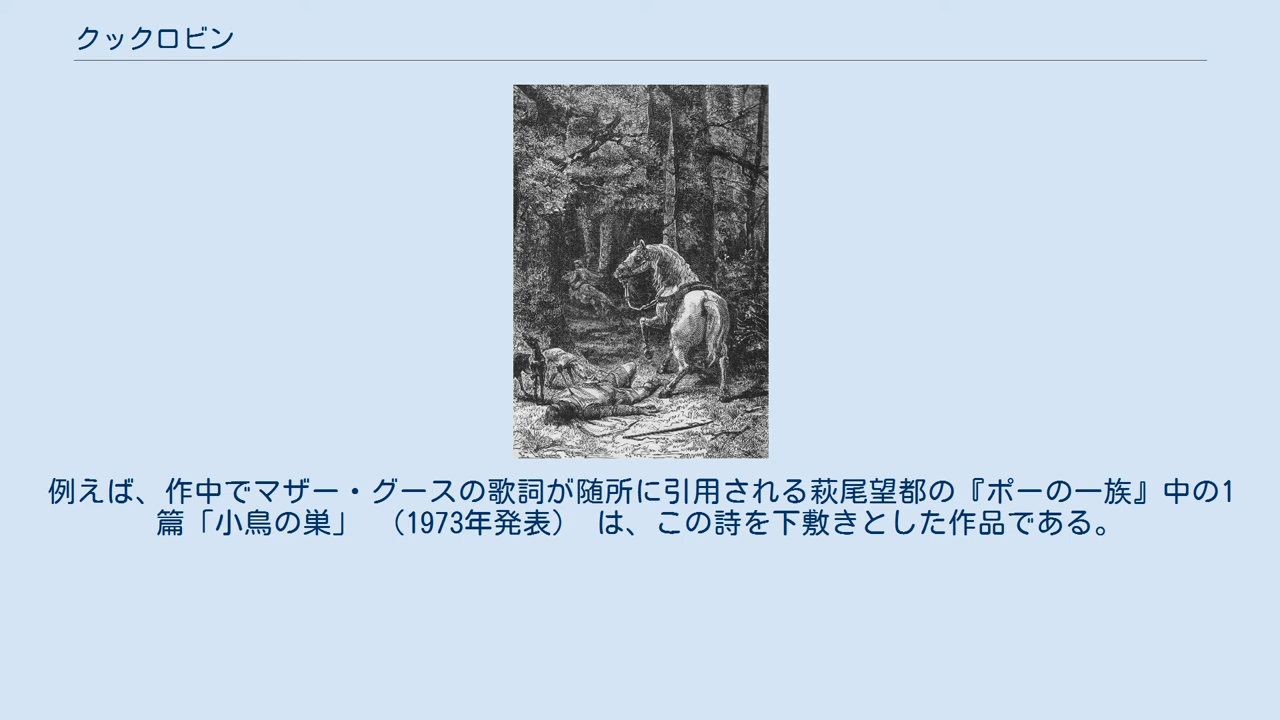 クックロビン
例えば、作中でマザー・グースの歌詞が随所に引用される萩尾望都の『ポーの一族』中の1
篇「小鳥の巣」 （1973年発表） は、この詩を下敷きとした作品である。